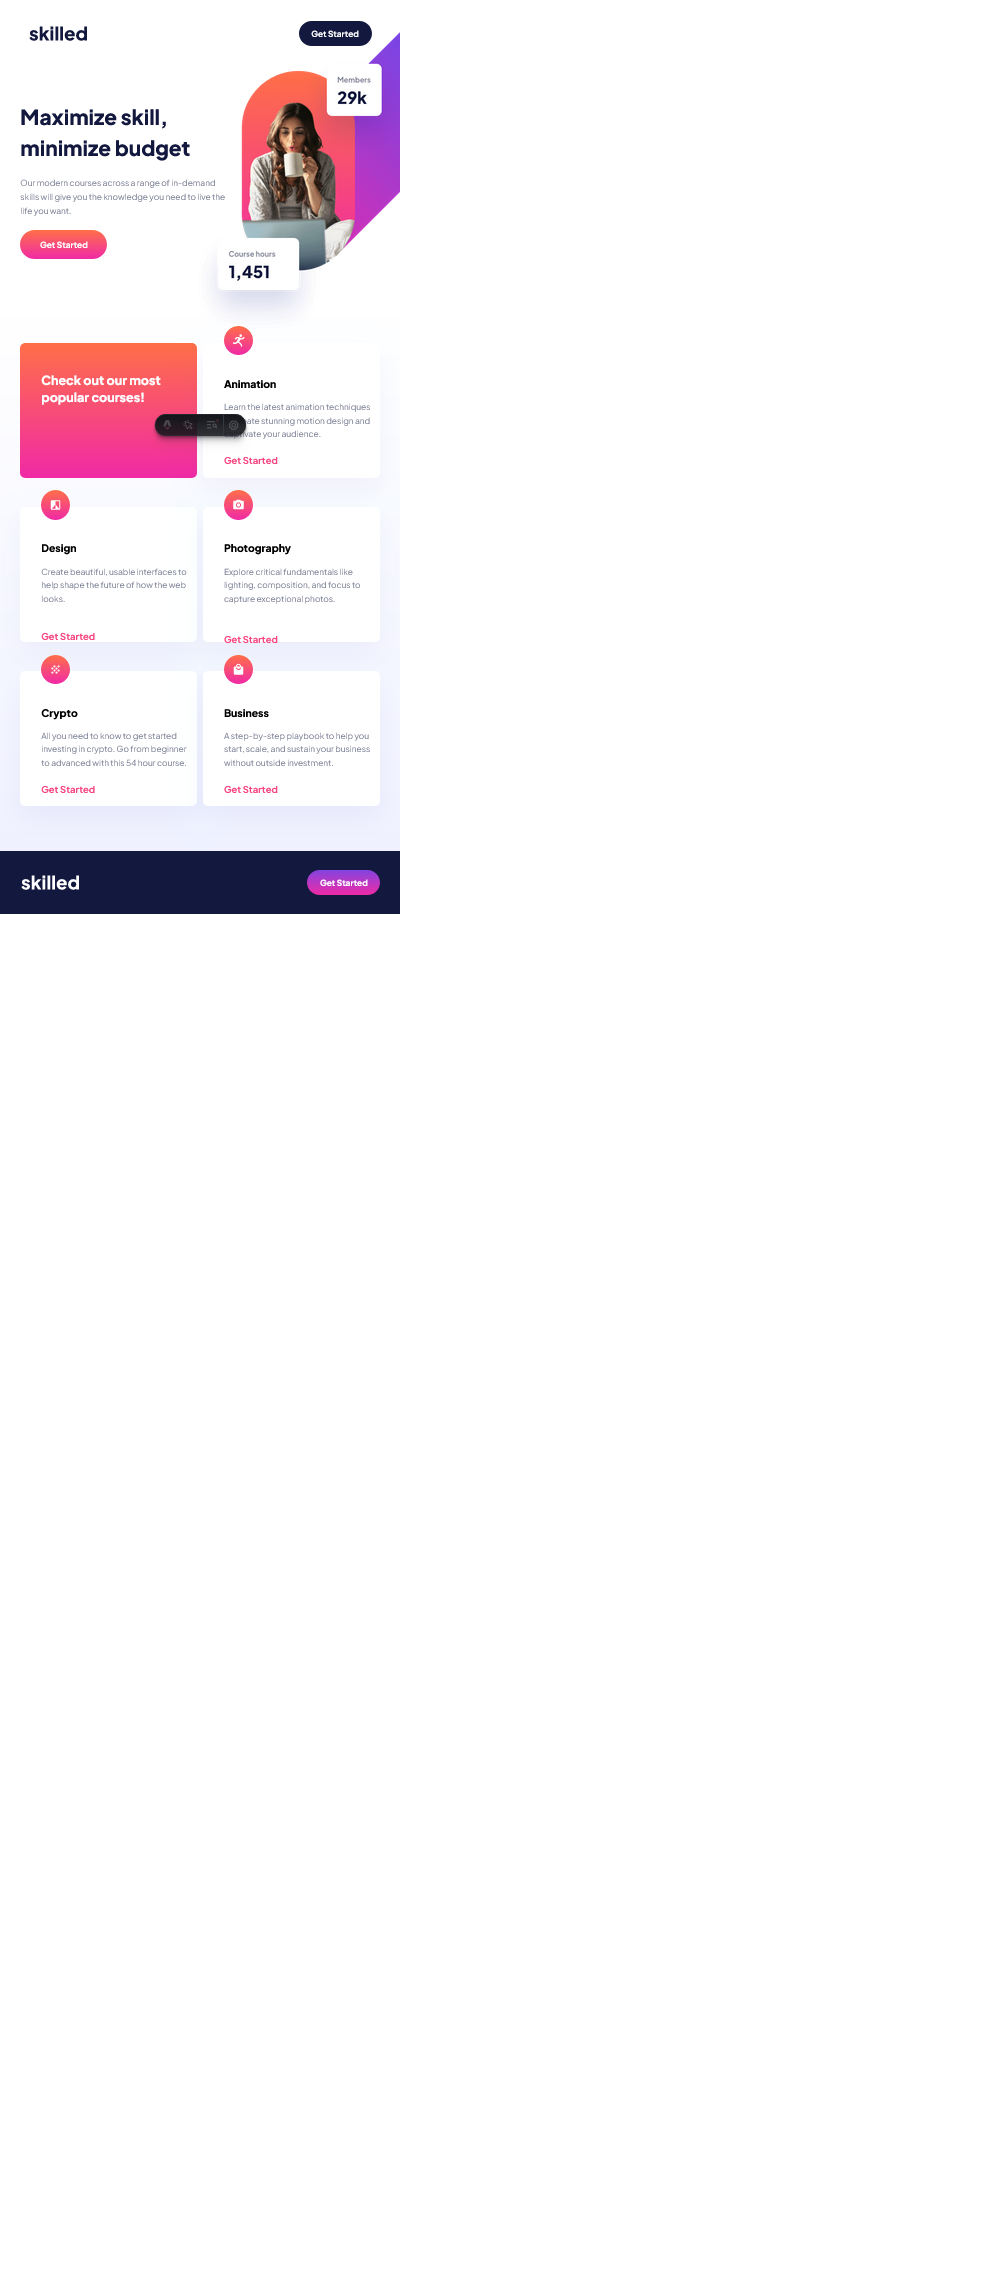 skilled
Get Started
Members
29k
Maximize skill,
minimize budget
Our modern courses across a range of in-demand
skills will give you the knowledge you need to live the
life you want.
Get Started
Course hours
1,451
Check out our most
popular courses!
Animation
Learn the latest animation techniques
stunning motion design and
your audience.
Get Started
Design
Create beautiful, usable interfaces to
help shape the future of how the web
looks.
Get Started
Photography
Explore critical fundamentals like
lighting, composition, and focus to
capture exceptional photos.
Get Started
Crypto
All you need to know to get started
investing in crypto. Go from beginner
to advanced with this 54 hour course.
Get Started
Business
A step-by-step playbook to help you
start, scale, and sustain your business
without outside investment.
Get Started
skilled
Get Started